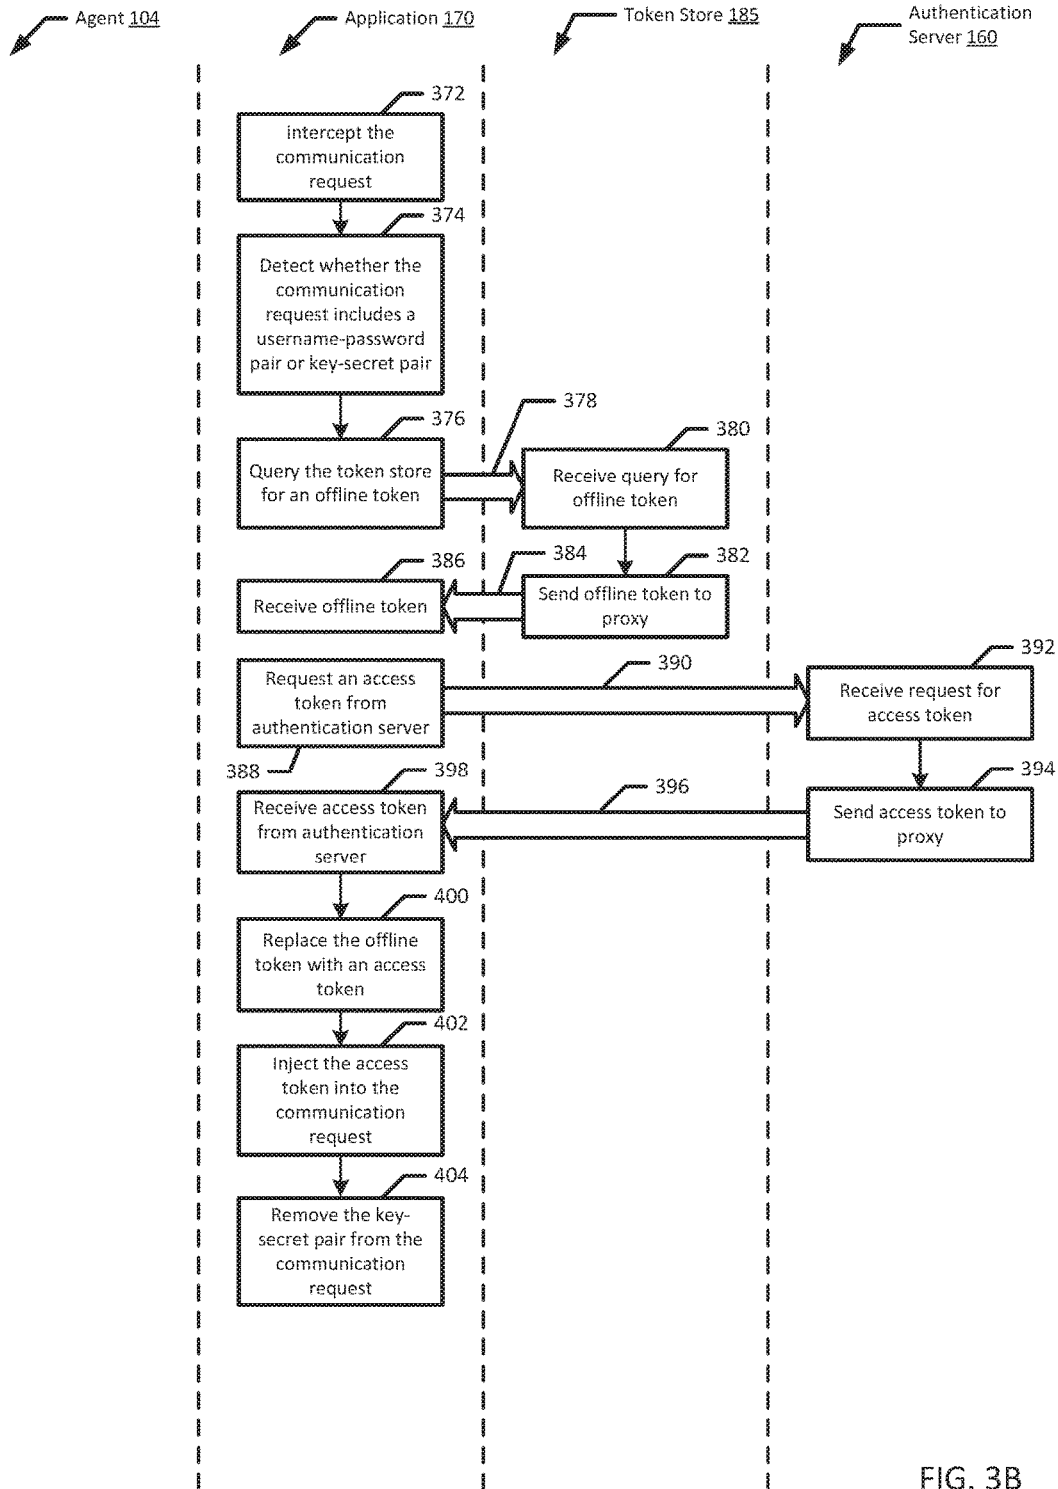 Agent 104
Application 170
Token Store 185
Authentication
Server 160
372
Intercept the
communication
request
374
Detect whether the
communication
request includes a
username-password
pair or key-secret pair
376
Query the token store
for an offline token
378
380
Receive query for
offline token
382
Send offline token to
proxy
384
386
Receive offline token
Request an access
token from
authentication server
388
390
392
Receive request for
access token
394
Send access token to
proxy
396
398
Receive access token
from authentication
server
400
Replace the offline
token with an access
token
402
Inject the access
token into the
communication
request
404
Remove the key-
secret pair from the
communication
request
FIG. 3B